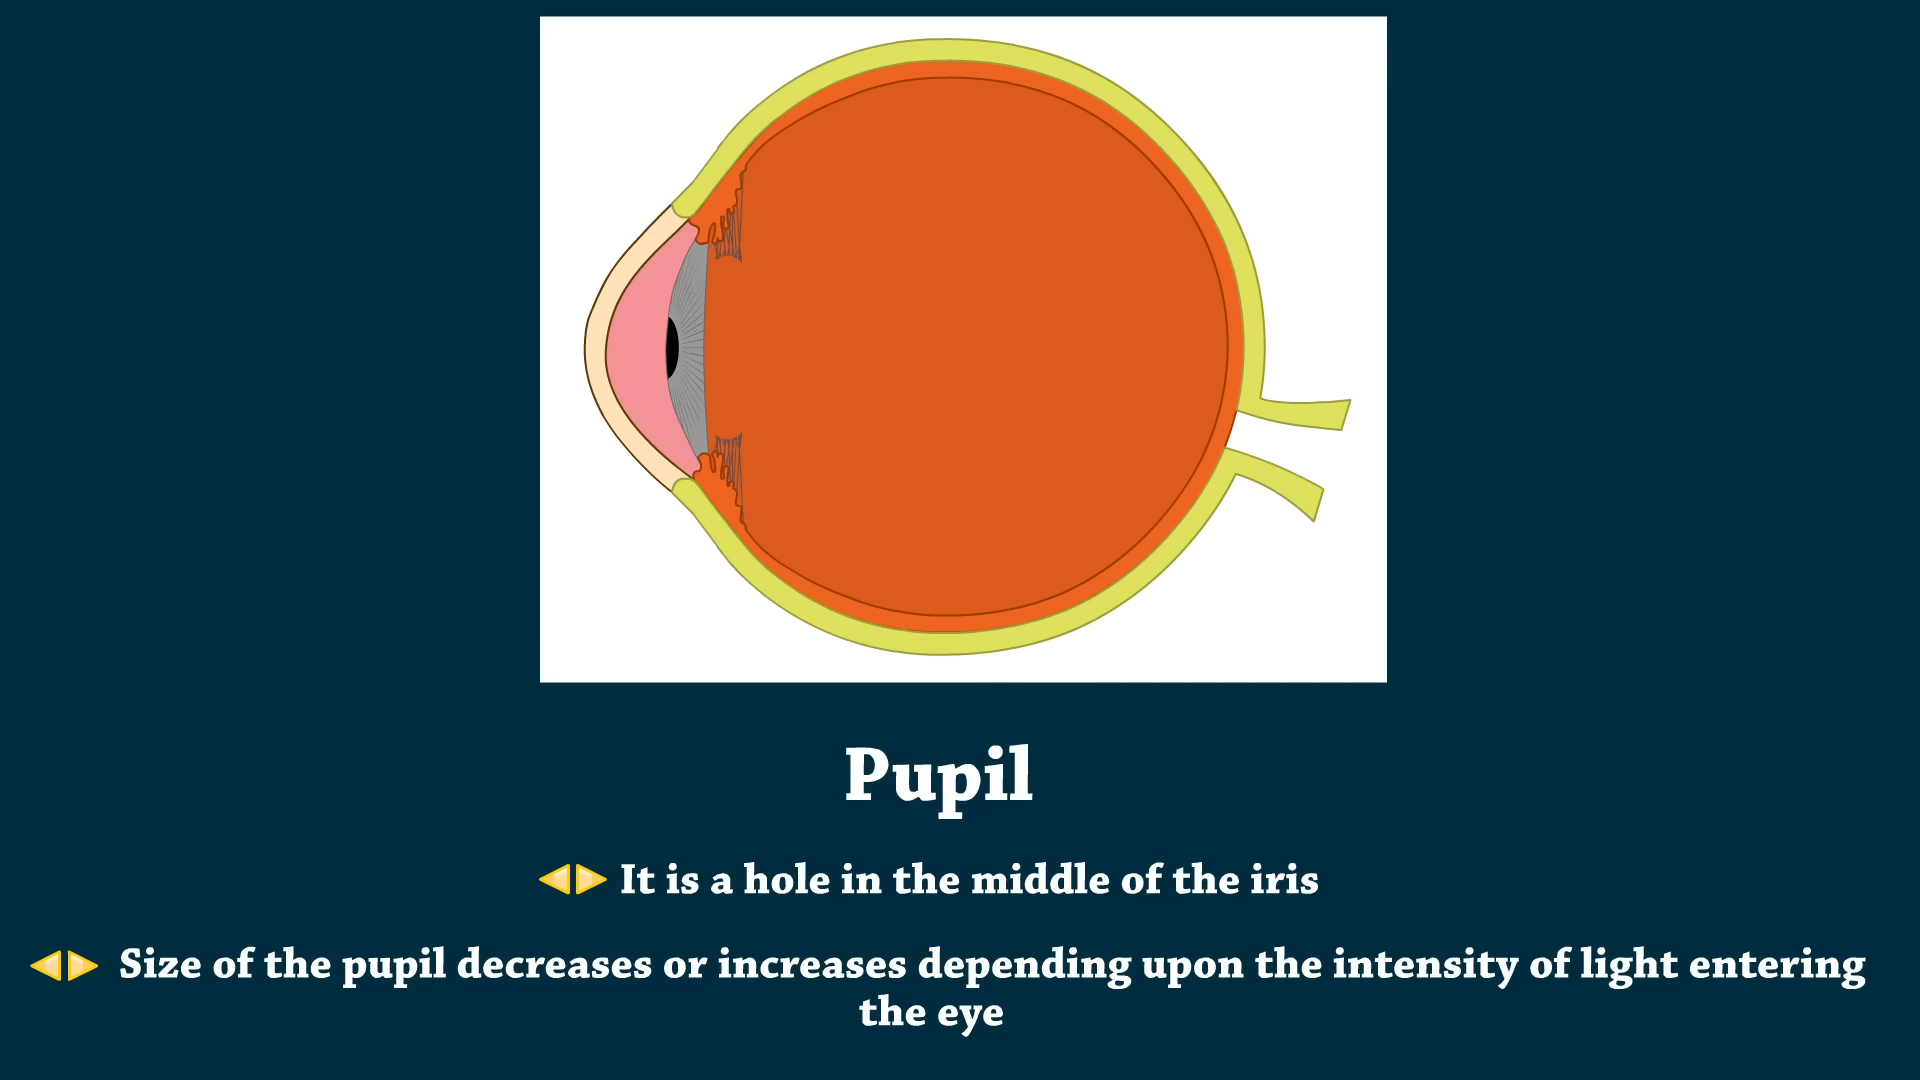 Pupil
It is a hole in the middle of the iris
Size of the pupil decreases or increases depending upon the intensity of light entering
the eye